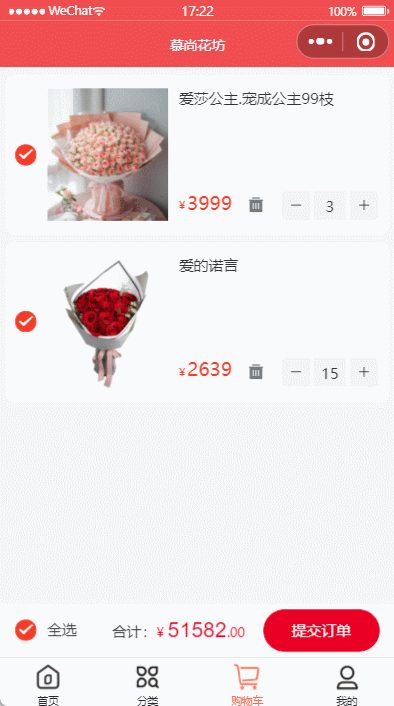 WeChat 17:22 100%
慕尚花坊
爱莎公主.宠成公主99枝
¥3999 − 3 +
爱的诺言
¥2639 − 15 +
全选 合计：¥51582.00 提交订单
首页 分类 购物车 我的